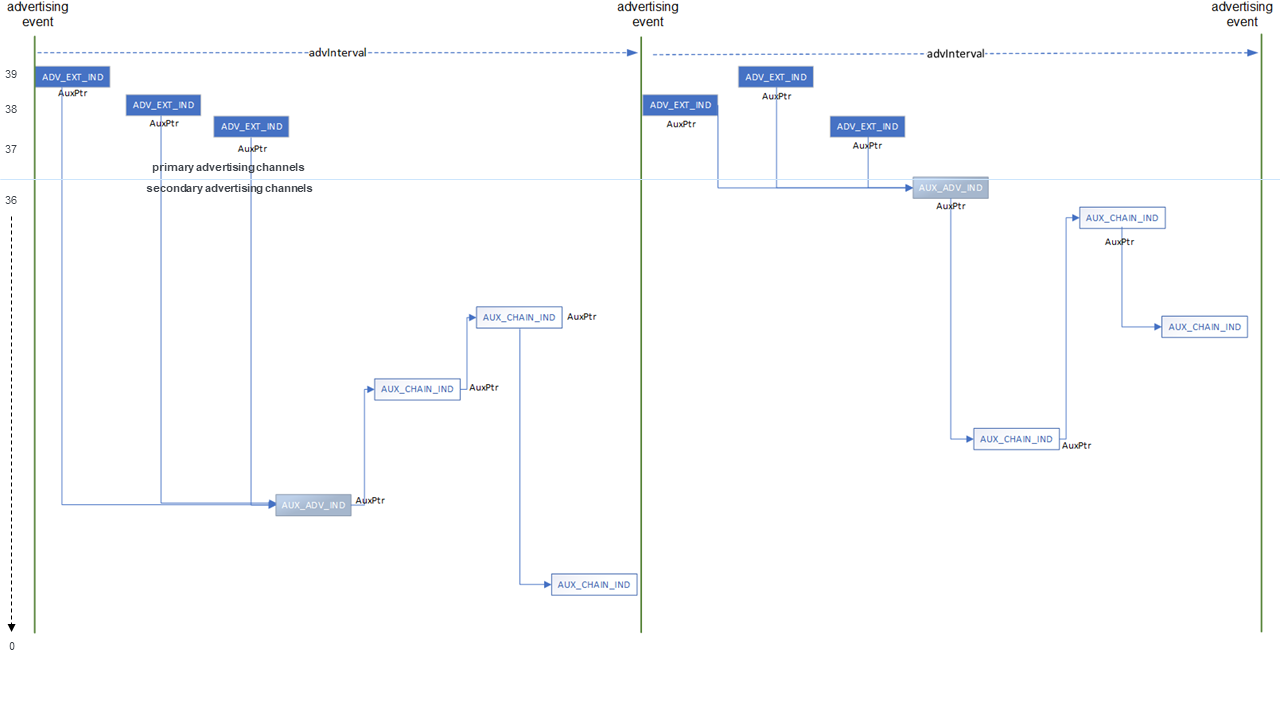 advertising
event
advertising
event
advertising
event
advInterval
advInterval
39
ADV_EXT_IND
AuxPtr
ADV_EXT_IND
AuxPtr
38
ADV_EXT_IND
AuxPtr
ADV_EXT_IND
AuxPtr
37
ADV_EXT_IND
AuxPtr
ADV_EXT_IND
AuxPtr
primary advertising channels
secondary advertising channels
36
AUX_ADV_IND
AuxPtr
AUX_CHAIN_IND
AuxPtr
AUX_CHAIN_IND AuxPtr
AUX_CHAIN_IND
AUX_CHAIN_IND AuxPtr
AUX_CHAIN_IND AuxPtr
AUX_ADV_IND AuxPtr
AUX_CHAIN_IND
0